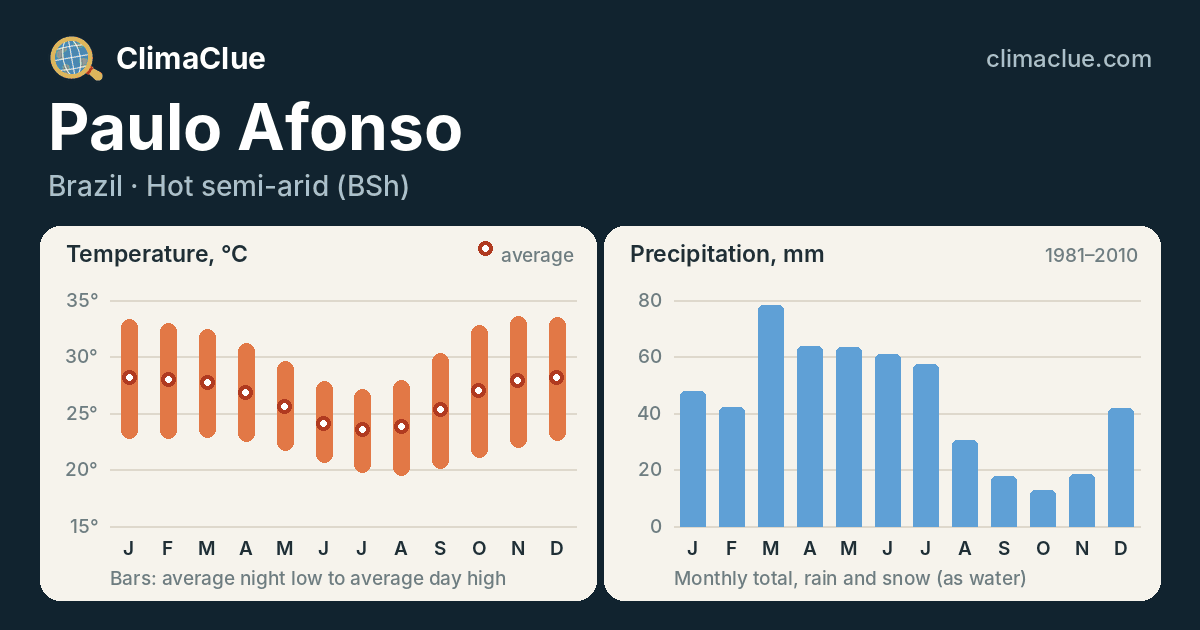 ClimaClue
climaclue.com
Paulo Afonso
Brazil · Hot semi-arid (BSh)
Temperature, °C
average
35°
30°
25°
20°
15°
J F M A M J J A S O N D
Bars: average night low to average day high
Precipitation, mm
1981–2010
80
60
40
20
0
J F M A M J J A S O N D
Monthly total, rain and snow (as water)